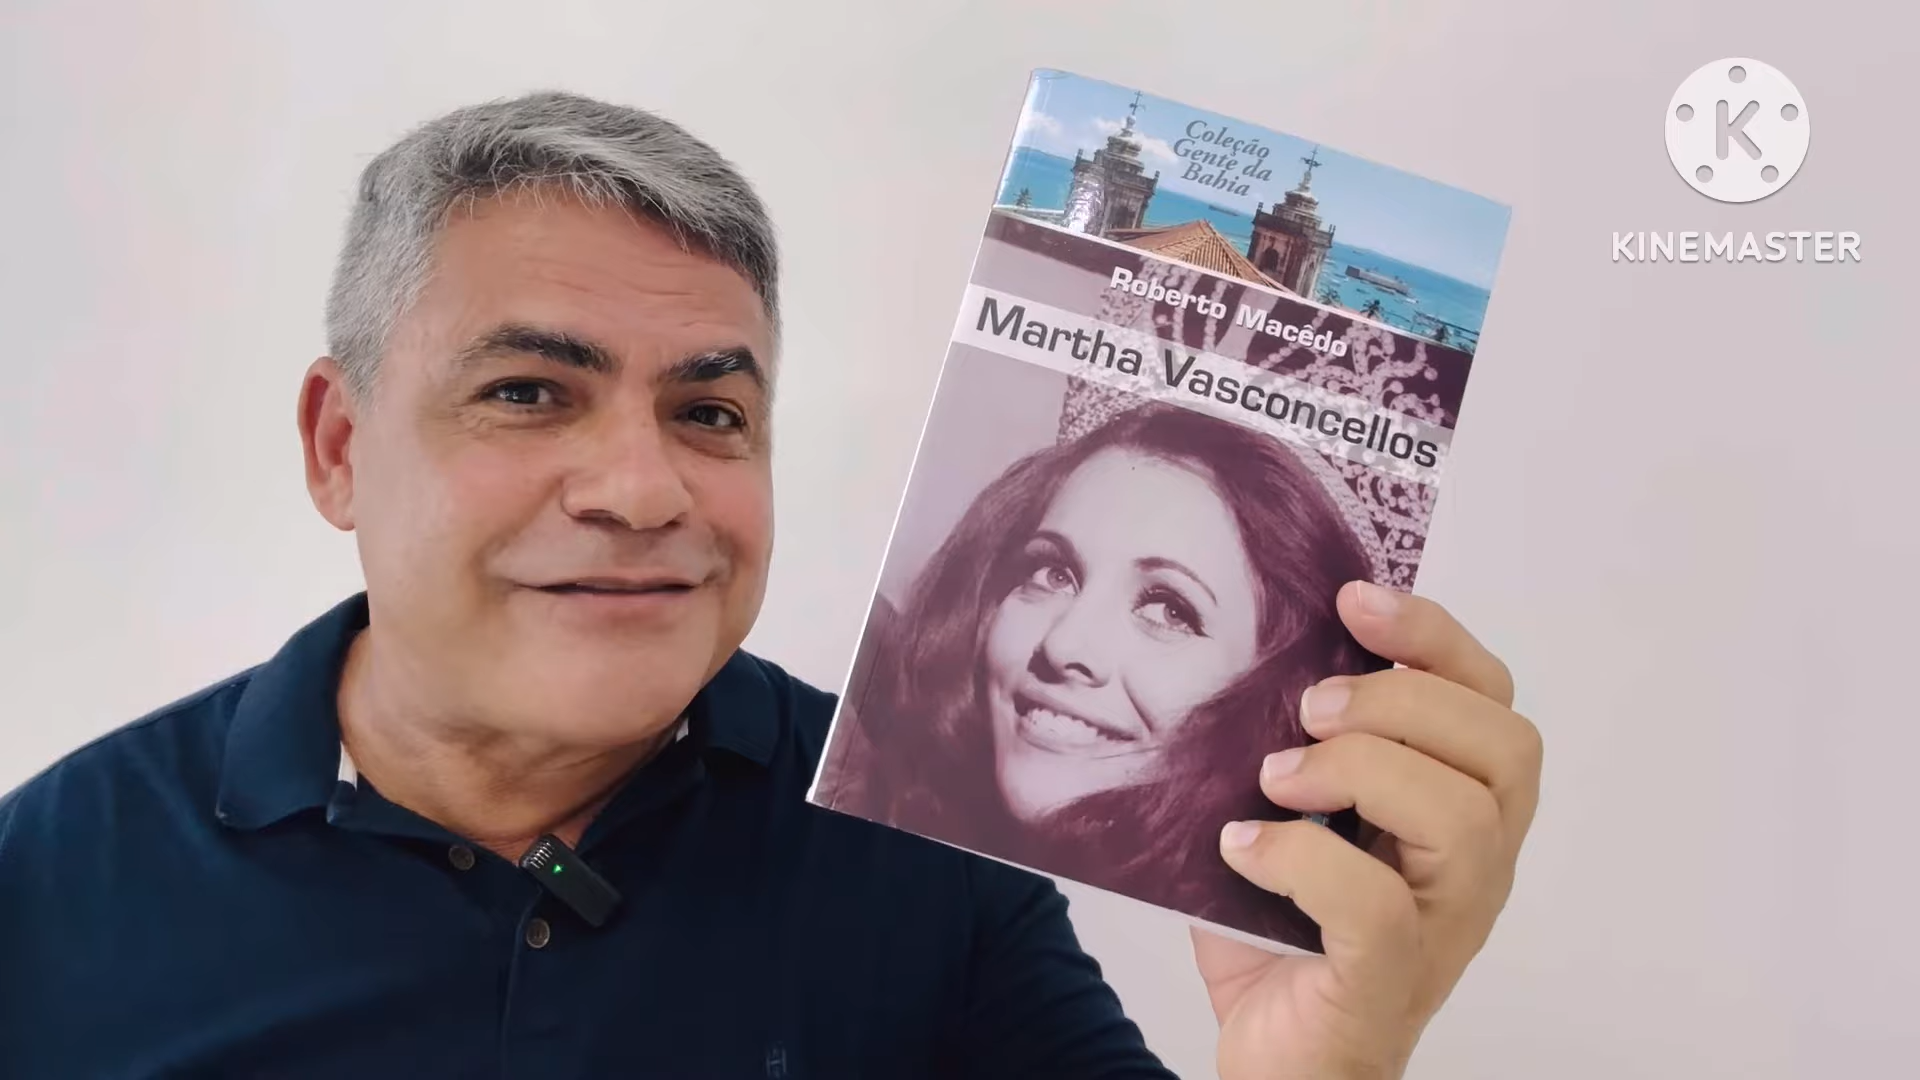 Coleção
Gente da
Bahia
Roberto Macêdo
Martha Vasconcellos
K
KINEMASTER